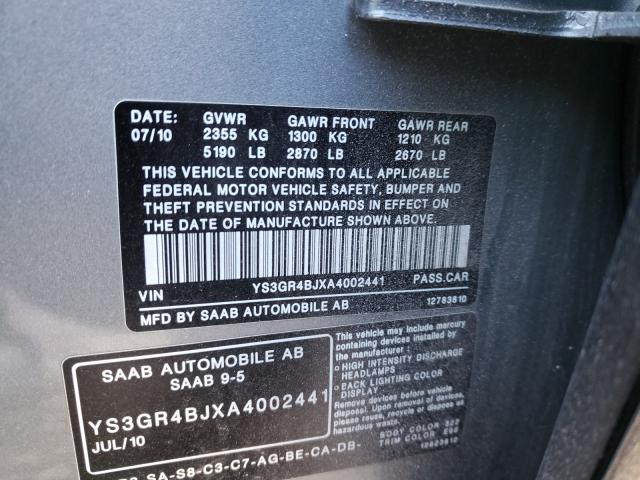 DATE: GVWR GAWR FRONT GAWR REAR
07/10 2355 KG 1300 KG 1210 KG
5190 LB 2870 LB 2670 LB
THIS VEHICLE CONFORMS TO ALL APPLICABLE
FEDERAL MOTOR VEHICLE SAFETY, BUMPER AND
THEFT PREVENTION STANDARDS IN EFFECT ON
THE DATE OF MANUFACTURE SHOWN ABOVE.
VIN YS3GR4BJXA4002441 PASS.CAR
MFD BY SAAB AUTOMOBILE AB 12783610
SAAB AUTOMOBILE AB
SAAB 9-5
YS3GR4BJXA4002441
JUL/10
This vehicle may include mercury
containing devices installed by the
manufacturer:
HIGH INTENSITY DISCHARGE
HEADLAMPS
BACK LIGHTING COLOR
DISPLAY
Remove devices before
vehicle disposal. Upon removal
of devices please reuse, recycle
or dispose as
hazardous waste.
BODY COLOR 822
TRIM COLOR
SA-S8-C3-C7-AG-BE-CA-DB-